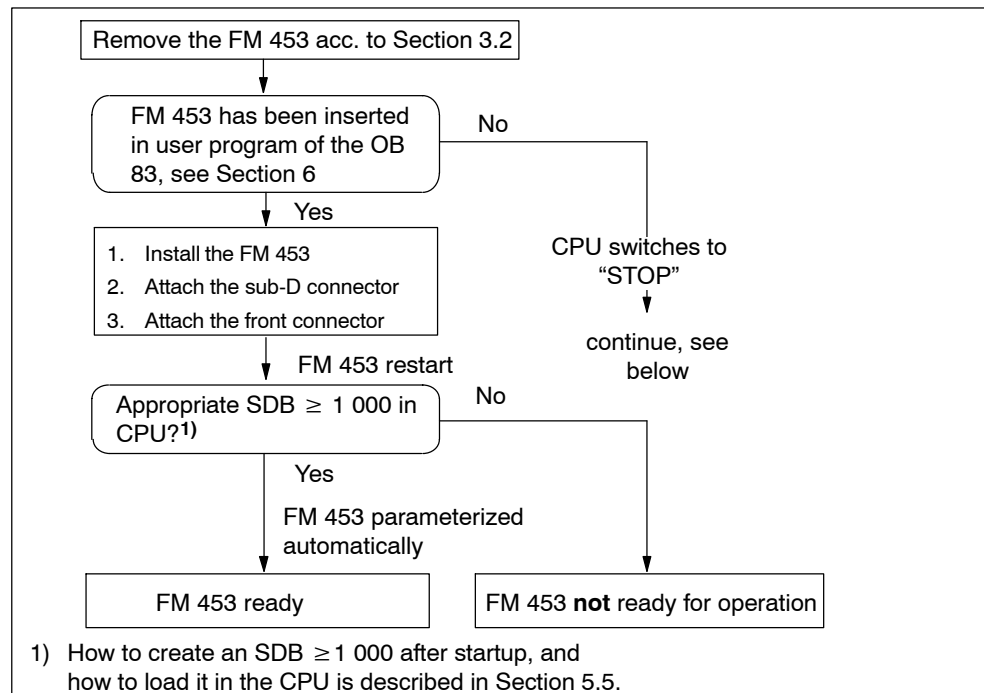 Remove the FM 453 acc. to Section 3.2
FM 453 has been inserted
in user program of the OB
83, see Section 6
No
Yes
1. Install the FM 453
2. Attach the sub-D connector
3. Attach the front connector
CPU switches to
“STOP”
continue, see
below
FM 453 restart
Appropriate SDB ≥ 1 000 in
CPU?1)
No
Yes
FM 453 parameterized
automatically
FM 453 ready
FM 453 not ready for operation
1) How to create an SDB ≥1 000 after startup, and
how to load it in the CPU is described in Section 5.5.